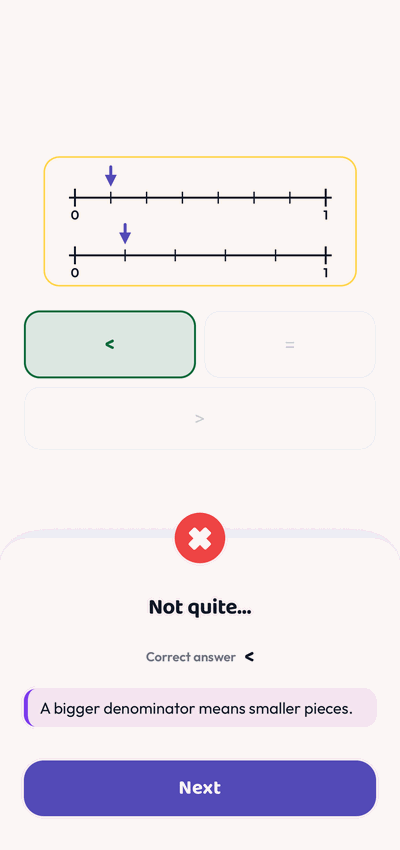 0 1
0 1
<
=
>
Not quite...
Correct answer <
A bigger denominator means smaller pieces.
Next